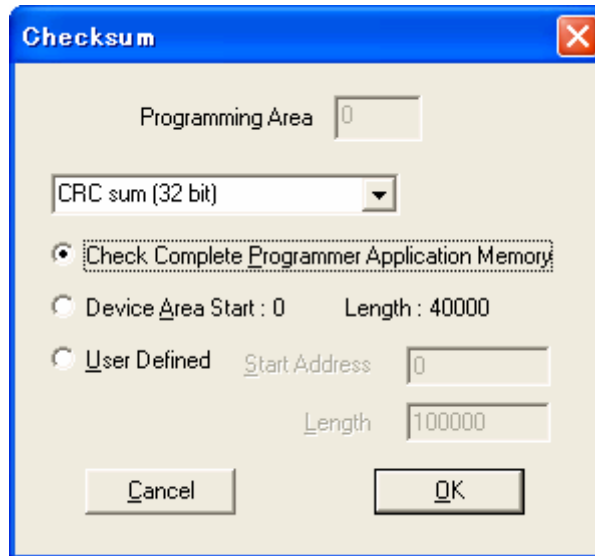 Checksum
Programming Area 0
CRC sum (32 bit)
Check Complete Programmer Application Memory
Device Area Start : 0 Length : 40000
User Defined Start Address 0
Length 100000
Cancel OK